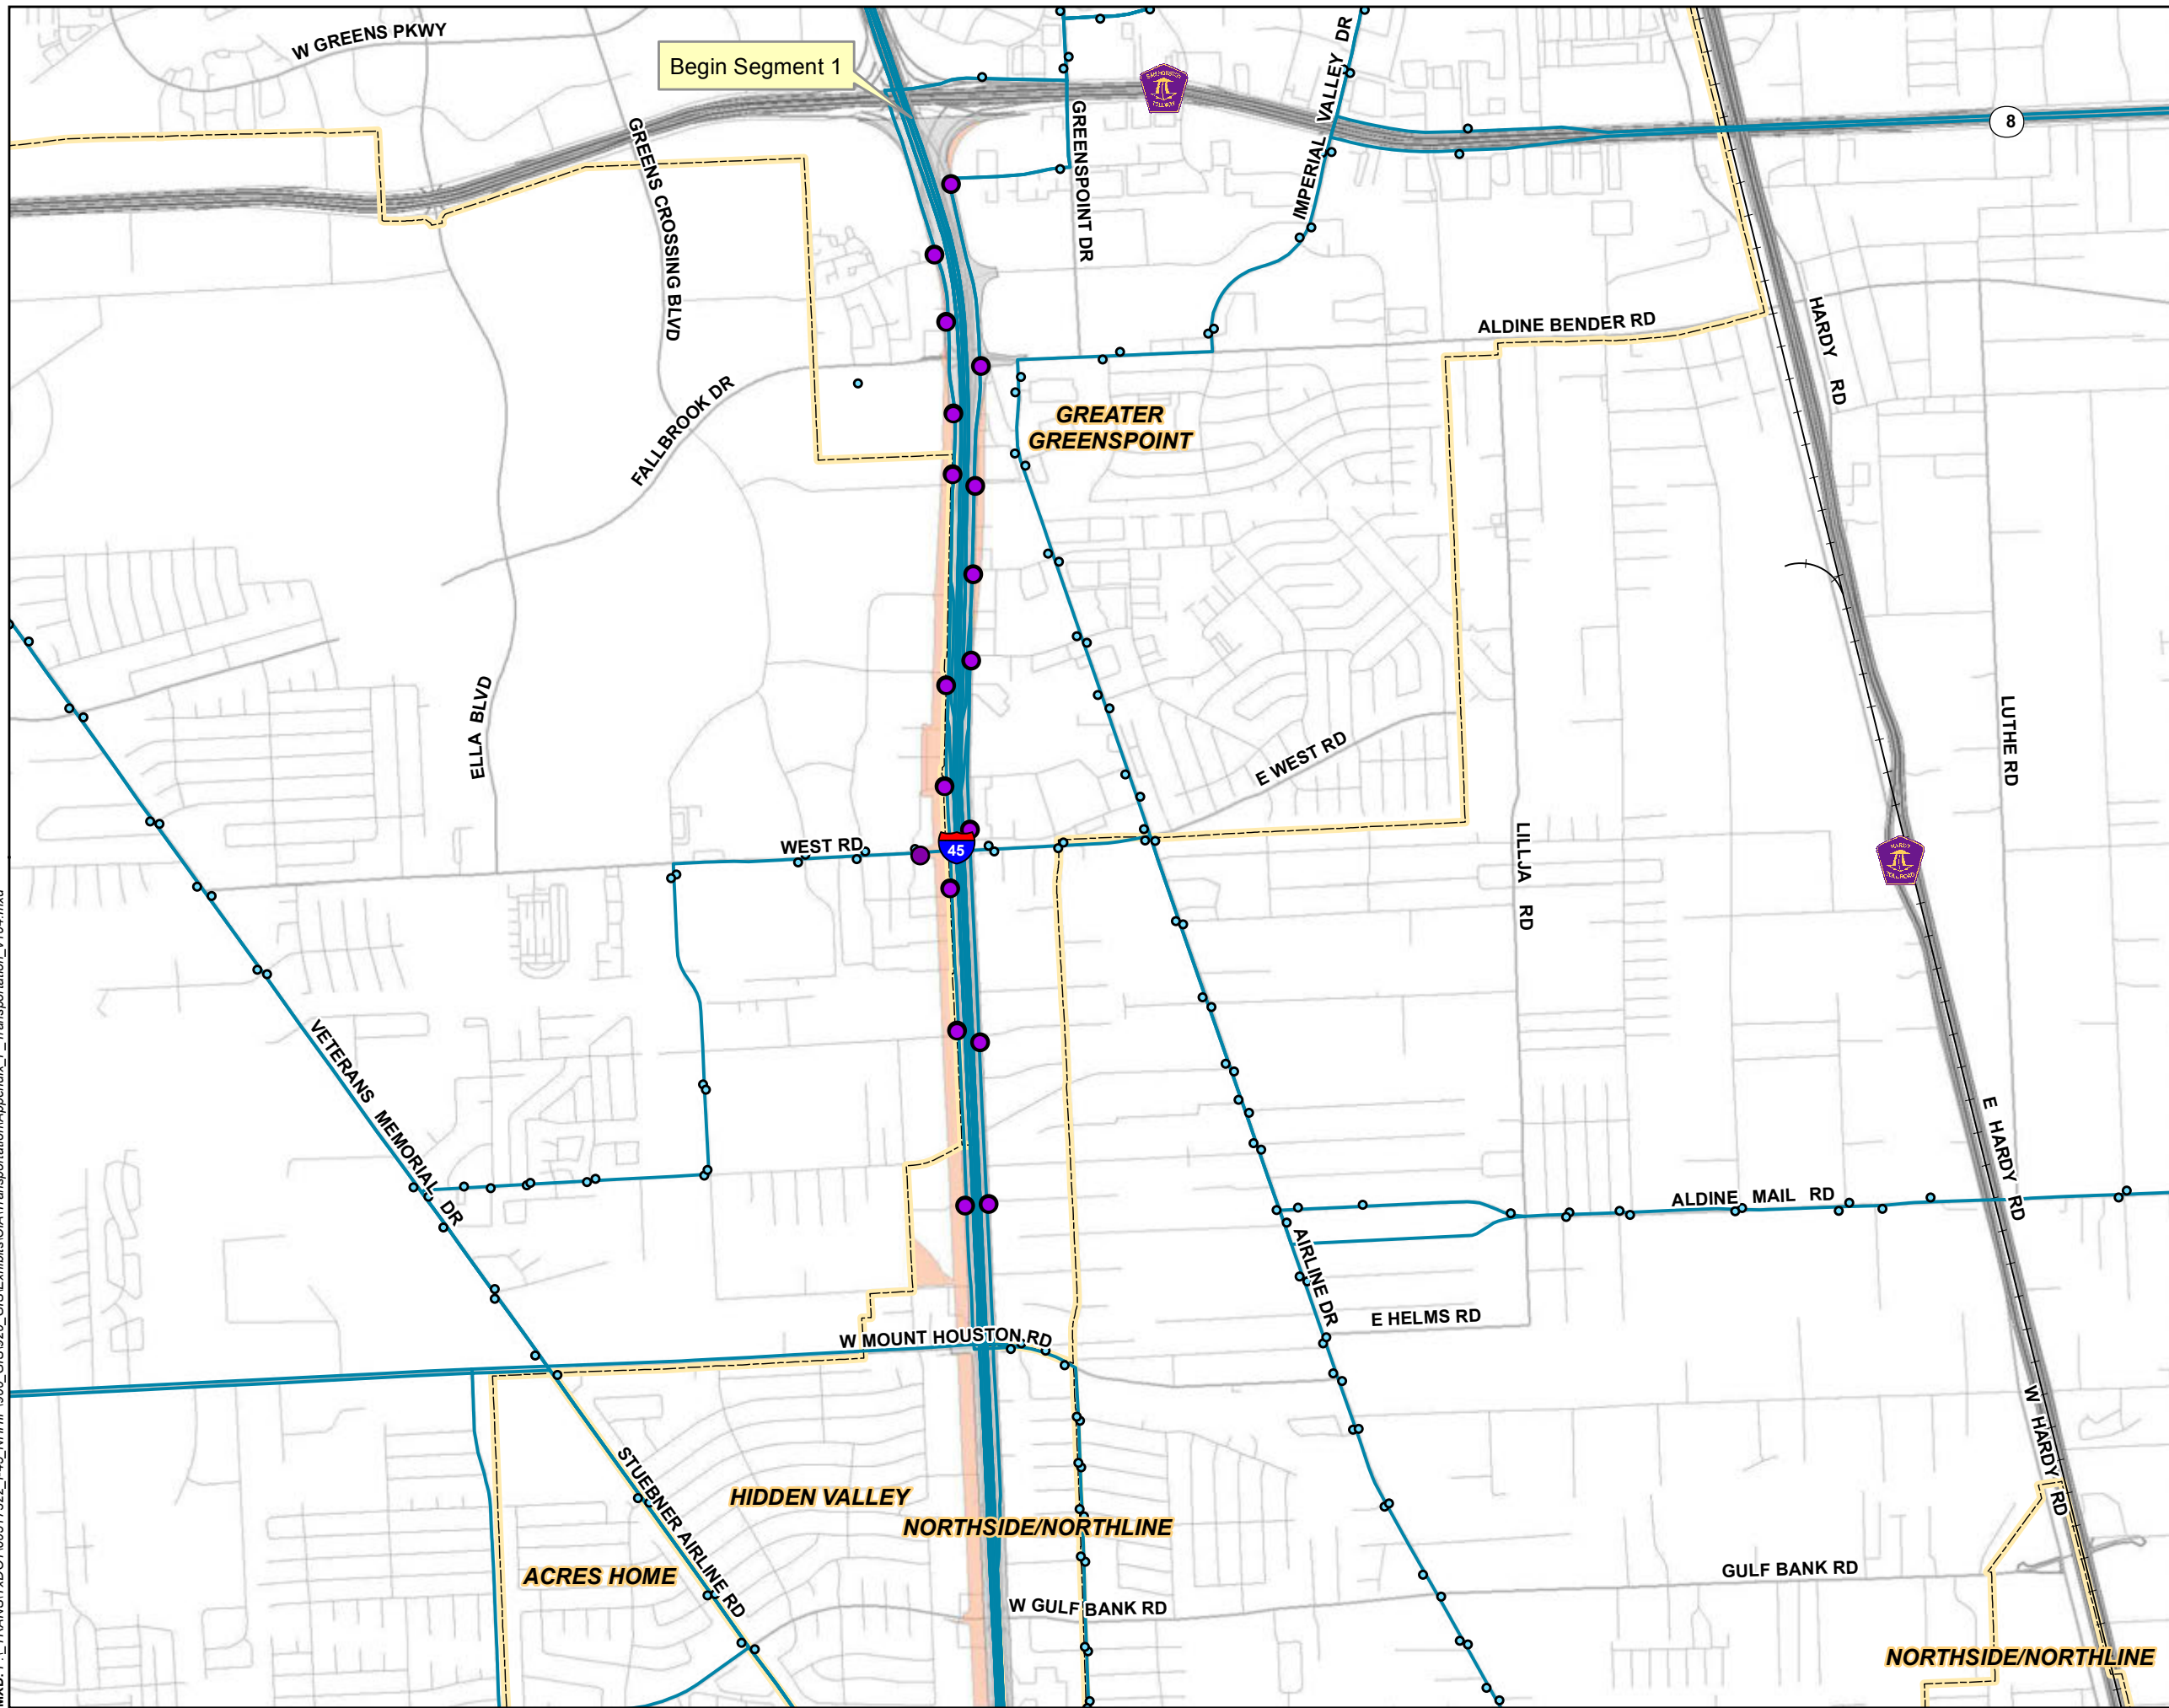 W GREENS PKWY
Begin Segment 1
GREENS CROSSING BLVD
GREENSPOINT DR
IMPERIAL VALLEY DR
8
HARDY RD
ALDINE BENDER RD
FALLBROOK DR
GREATER
GREENSPOINT
ELLA BLVD
LUTHE RD
E WEST RD
WEST RD
45
LILLJA RD
HARDY
TOLL ROAD
VETERANS MEMORIAL DR
E HARDY RD
ALDINE MAIL RD
AIRLINE DR
E HELMS RD
W MOUNT HOUSTON RD
W HARDY RD
STUEBNER AIRLINE RD
HIDDEN VALLEY
NORTHSIDE/NORTHLINE
ACRES HOME
GULF BANK RD
W GULF BANK RD
NORTHSIDE/NORTHLINE